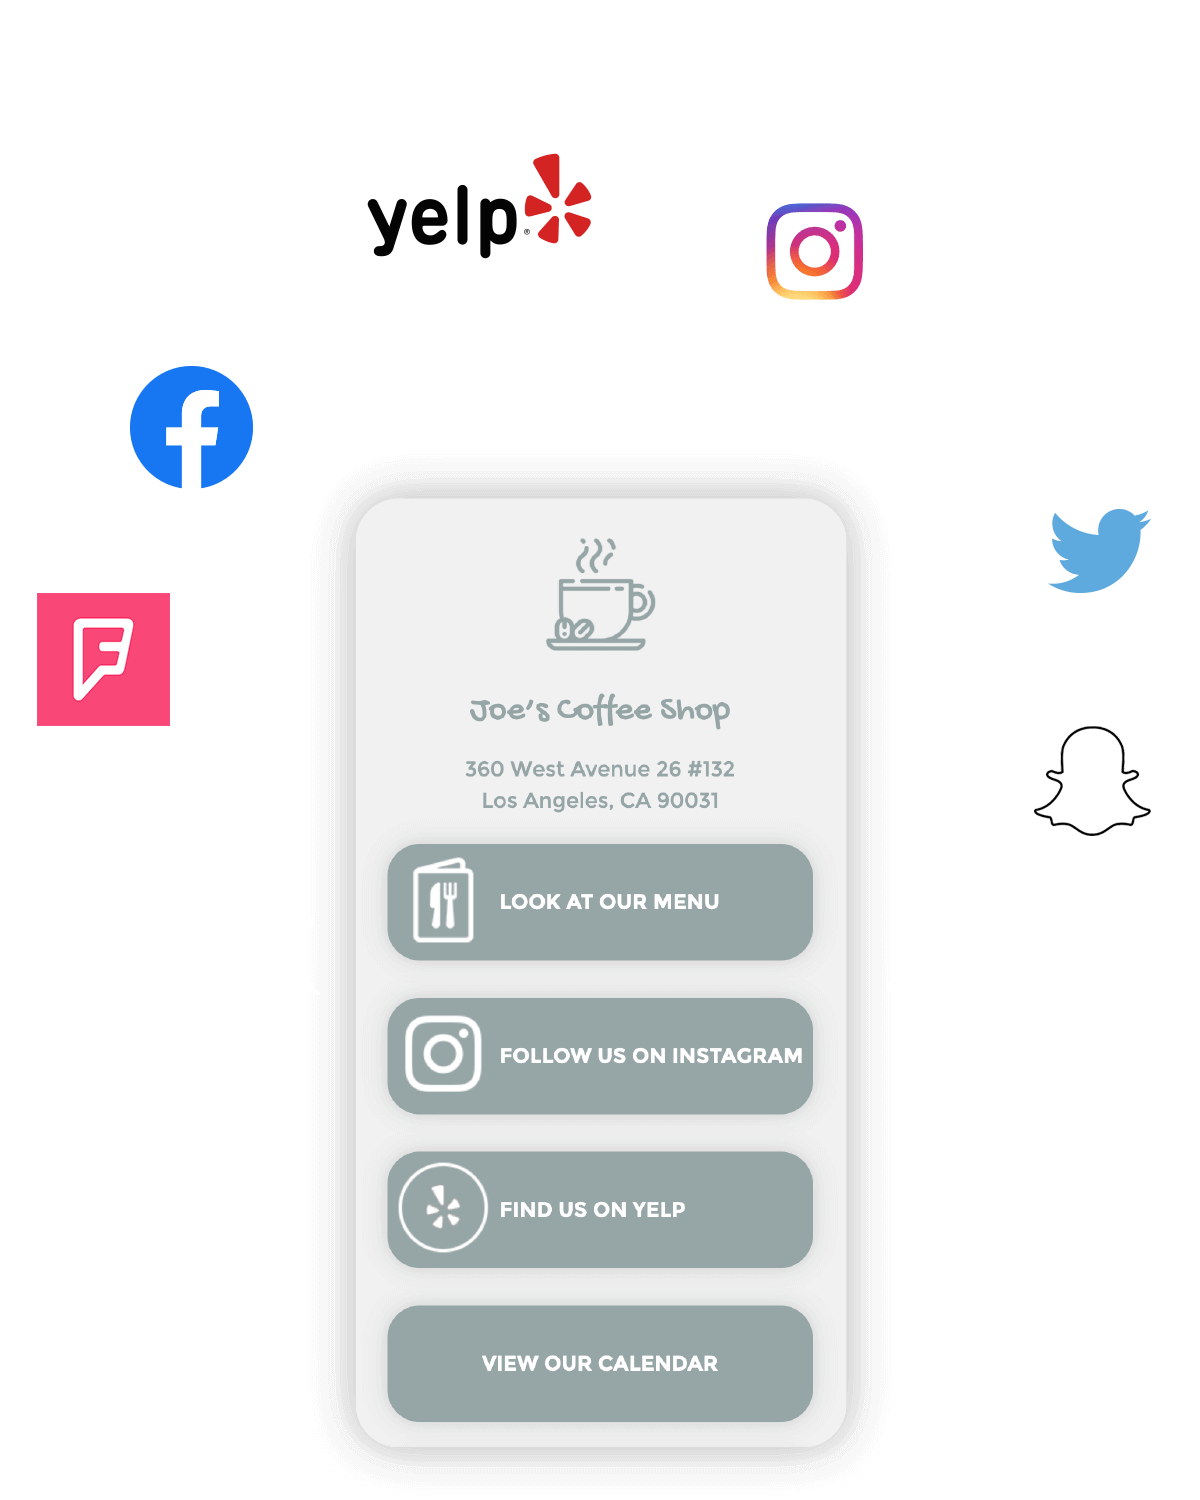 yelp®
Joe's Coffee Shop
360 West Avenue 26 #132
Los Angeles, CA 90031
LOOK AT OUR MENU
FOLLOW US ON INSTAGRAM
FIND US ON YELP
VIEW OUR CALENDAR